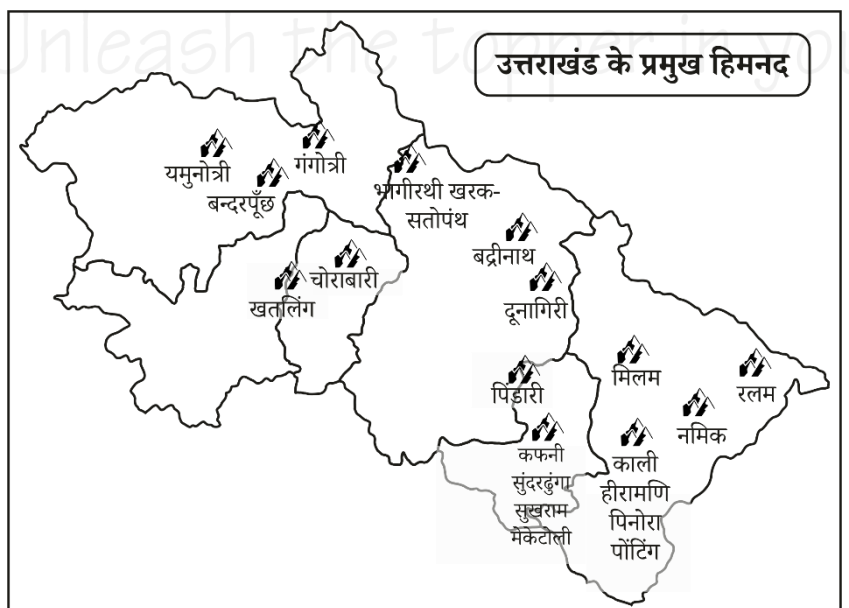 Unleash the topper in you
उत्तराखंड के प्रमुख हिमनद
यमुनोत्री
गंगोत्री
बन्दरपूँछ
भागीरथी खरक-
सतोपंथ
बद्रीनाथ
चोराबारी
खतलिंग
दूनागिरी
मिलम
रलम
पिंडारी
नमिक
कफनी
सुंदरढुंगा
सुखराम
मेकेटोली
काली
हीरामणि
पिनोरा
पोंटिंग